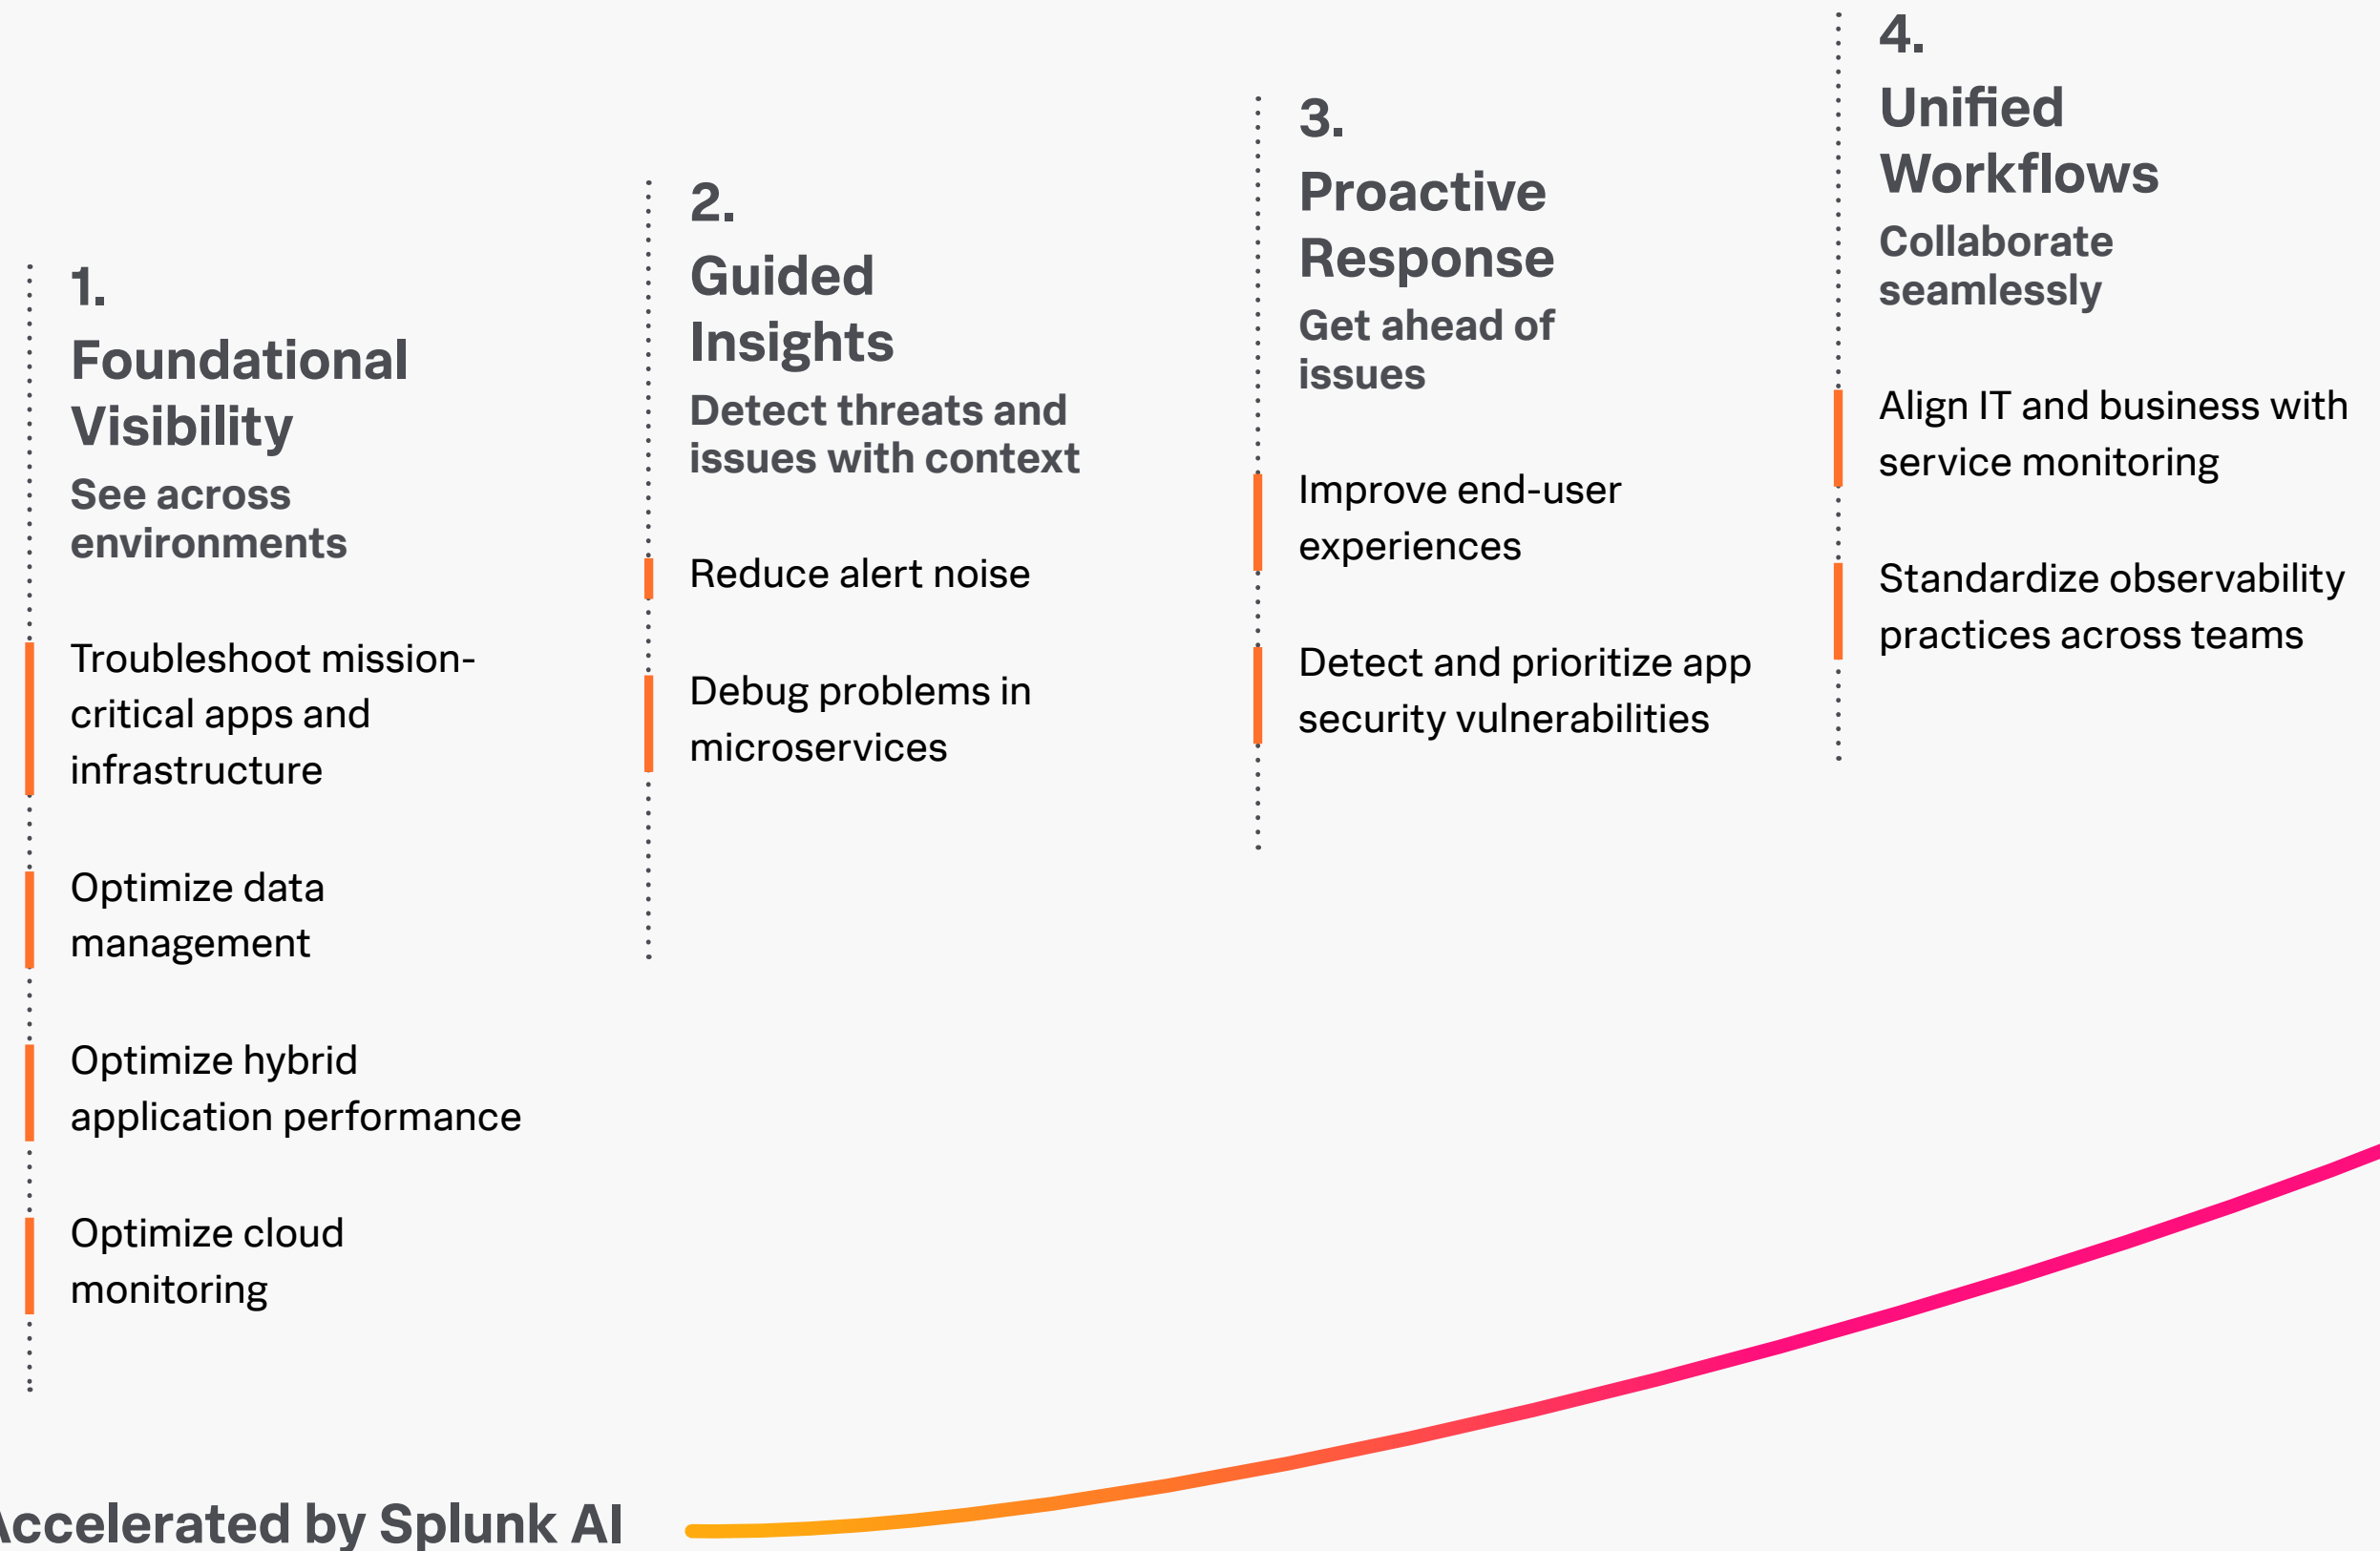 1.
Foundational
Visibility
See across
environments
Troubleshoot mission-
critical apps and
infrastructure
Optimize data
management
Optimize hybrid
application performance
Optimize cloud
monitoring
2.
Guided
Insights
Detect threats and
issues with context
Reduce alert noise
Debug problems in
microservices
3.
Proactive
Response
Get ahead of
issues
Improve end-user
experiences
Detect and prioritize app
security vulnerabilities
4.
Unified
Workflows
Collaborate
seamlessly
Align IT and business with
service monitoring
Standardize observability
practices across teams
Accelerated by Splunk AI